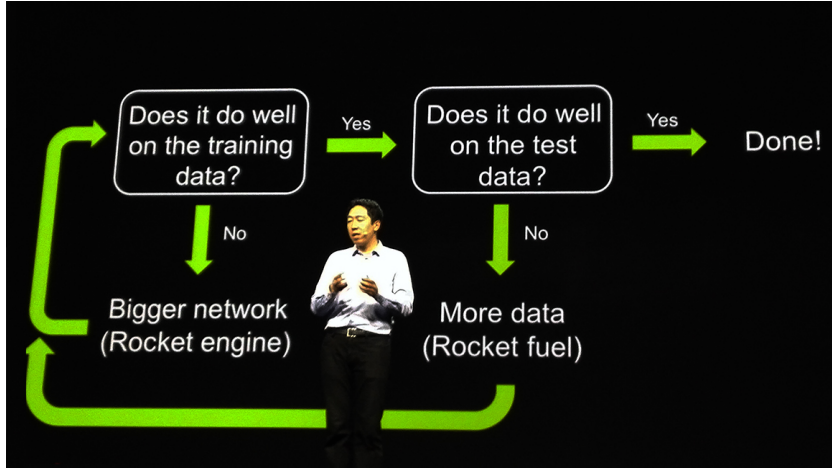 Does it do well
on the training
data?
Yes
Does it do well
on the test
data?
Yes
Done!
No
No
Bigger network
(Rocket engine)
More data
(Rocket fuel)